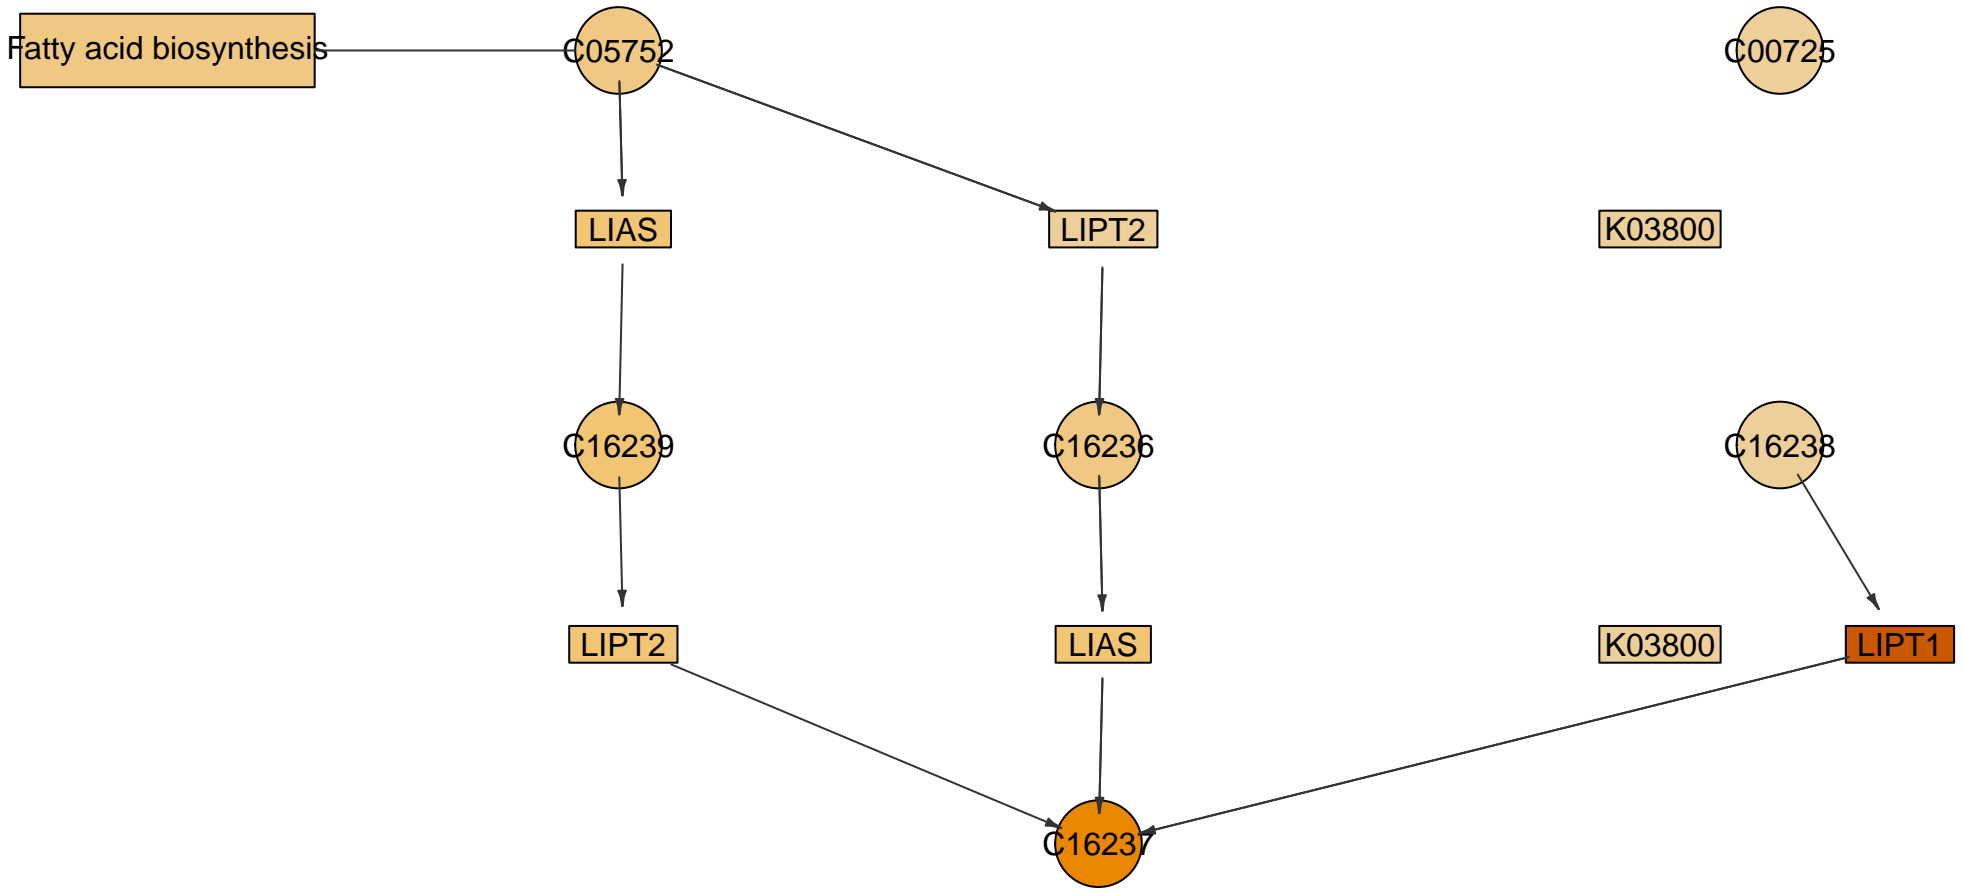 Fatty acid biosynthesis
C05752
C00725
LIAS
LIPT2
K03800
C16239
C16236
C16238
LIPT2
LIAS
K03800
LIPT1
C16237